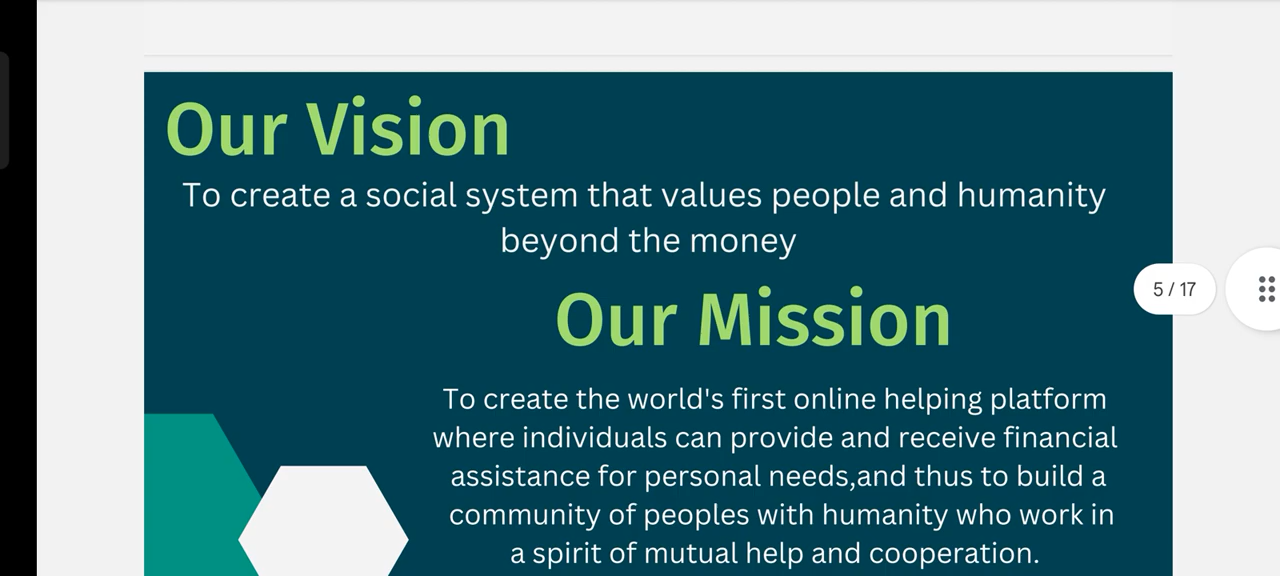 Our Vision
To create a social system that values people and humanity
beyond the money
5 / 17
Our Mission
To create the world's first online helping platform
where individuals can provide and receive financial
assistance for personal needs,and thus to build a
community of peoples with humanity who work in
a spirit of mutual help and cooperation.